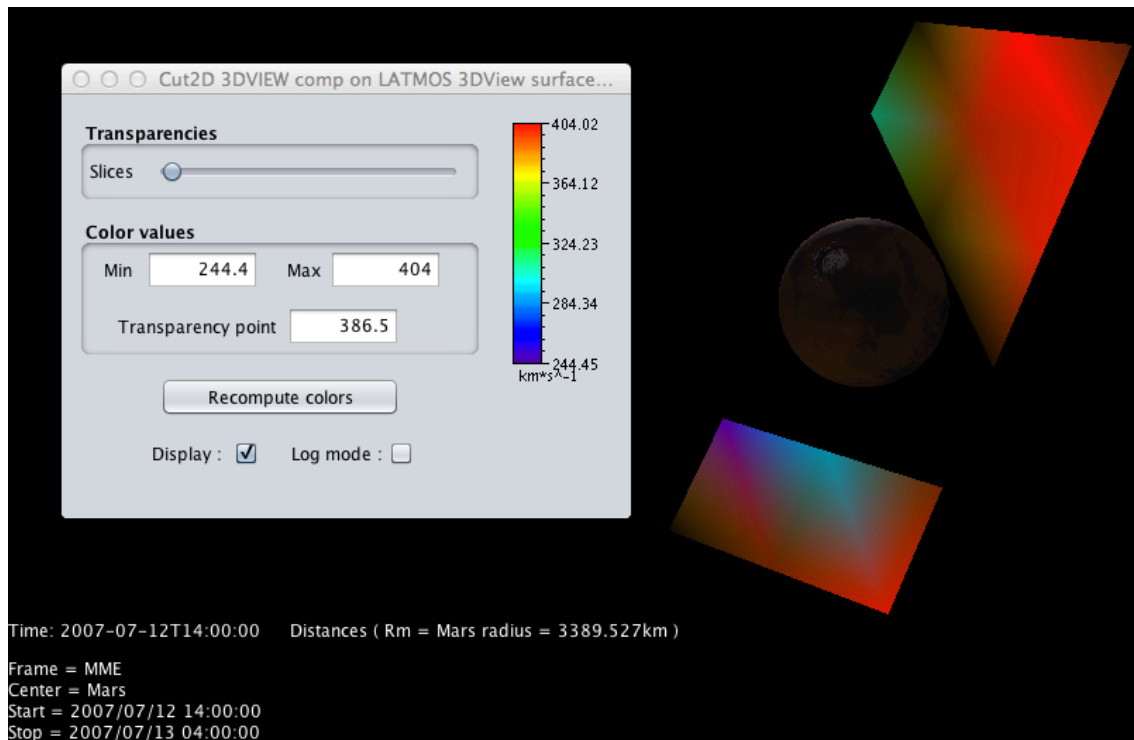 Cut2D 3DVIEW comp on LATMOS 3DView surface...
Transparencies
Slices
Color values
Min 244.4 Max 404
Transparency point 386.5
Recompute colors
Display : Log mode :
404.02
364.12
324.23
284.34
244.45
km*s^-1
Time: 2007-07-12T14:00:00 Distances ( Rm = Mars radius = 3389.527km )
Frame = MME
Center = Mars
Start = 2007/07/12 14:00:00
Stop = 2007/07/13 04:00:00